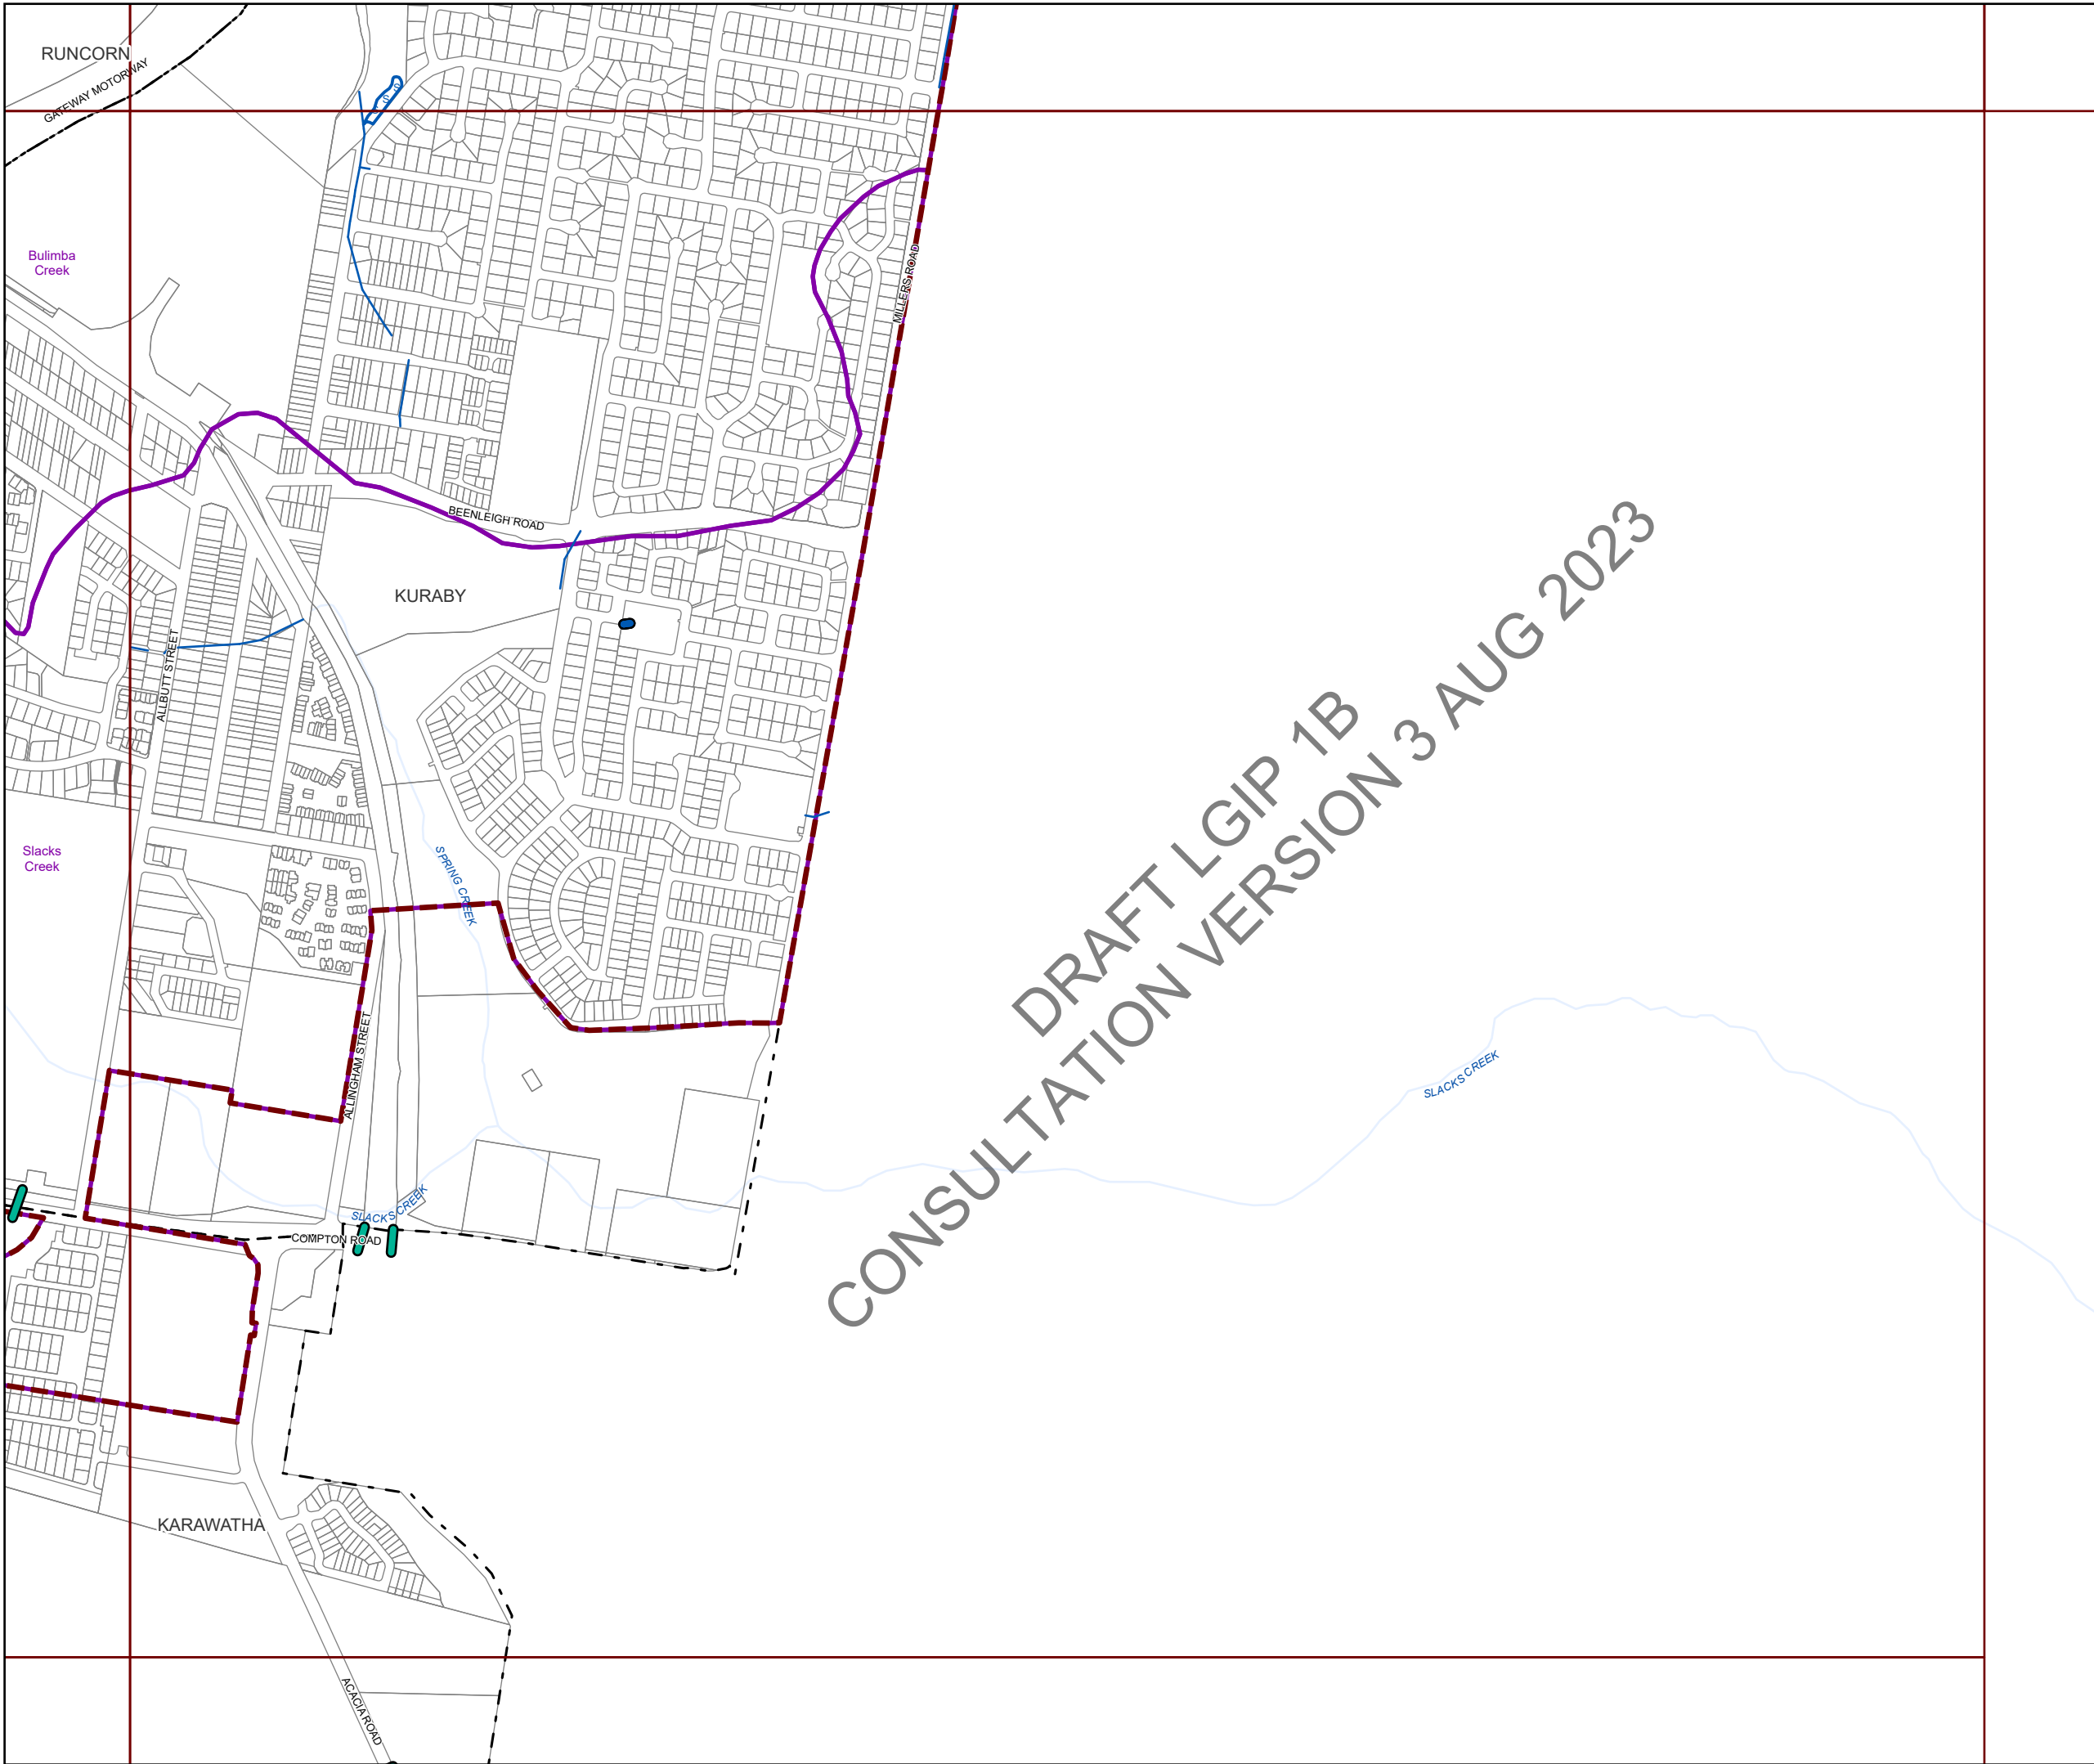 RUNCORN
GATEWAY MOTORWAY
S S
Bulimba
Creek
MILLERS ROAD
BEENLEIGH ROAD
KURABY
ALLBUTT STREET
Slacks
Creek
SPRING CREEK
DRAFT LGIP 1B
CONSULTATION VERSION 3 AUG 2023
ALLINGHAM STREET
SLACKS CREEK
SLACKS CREEK
COMPTON ROAD
KARAWATHA
ACACIA ROAD